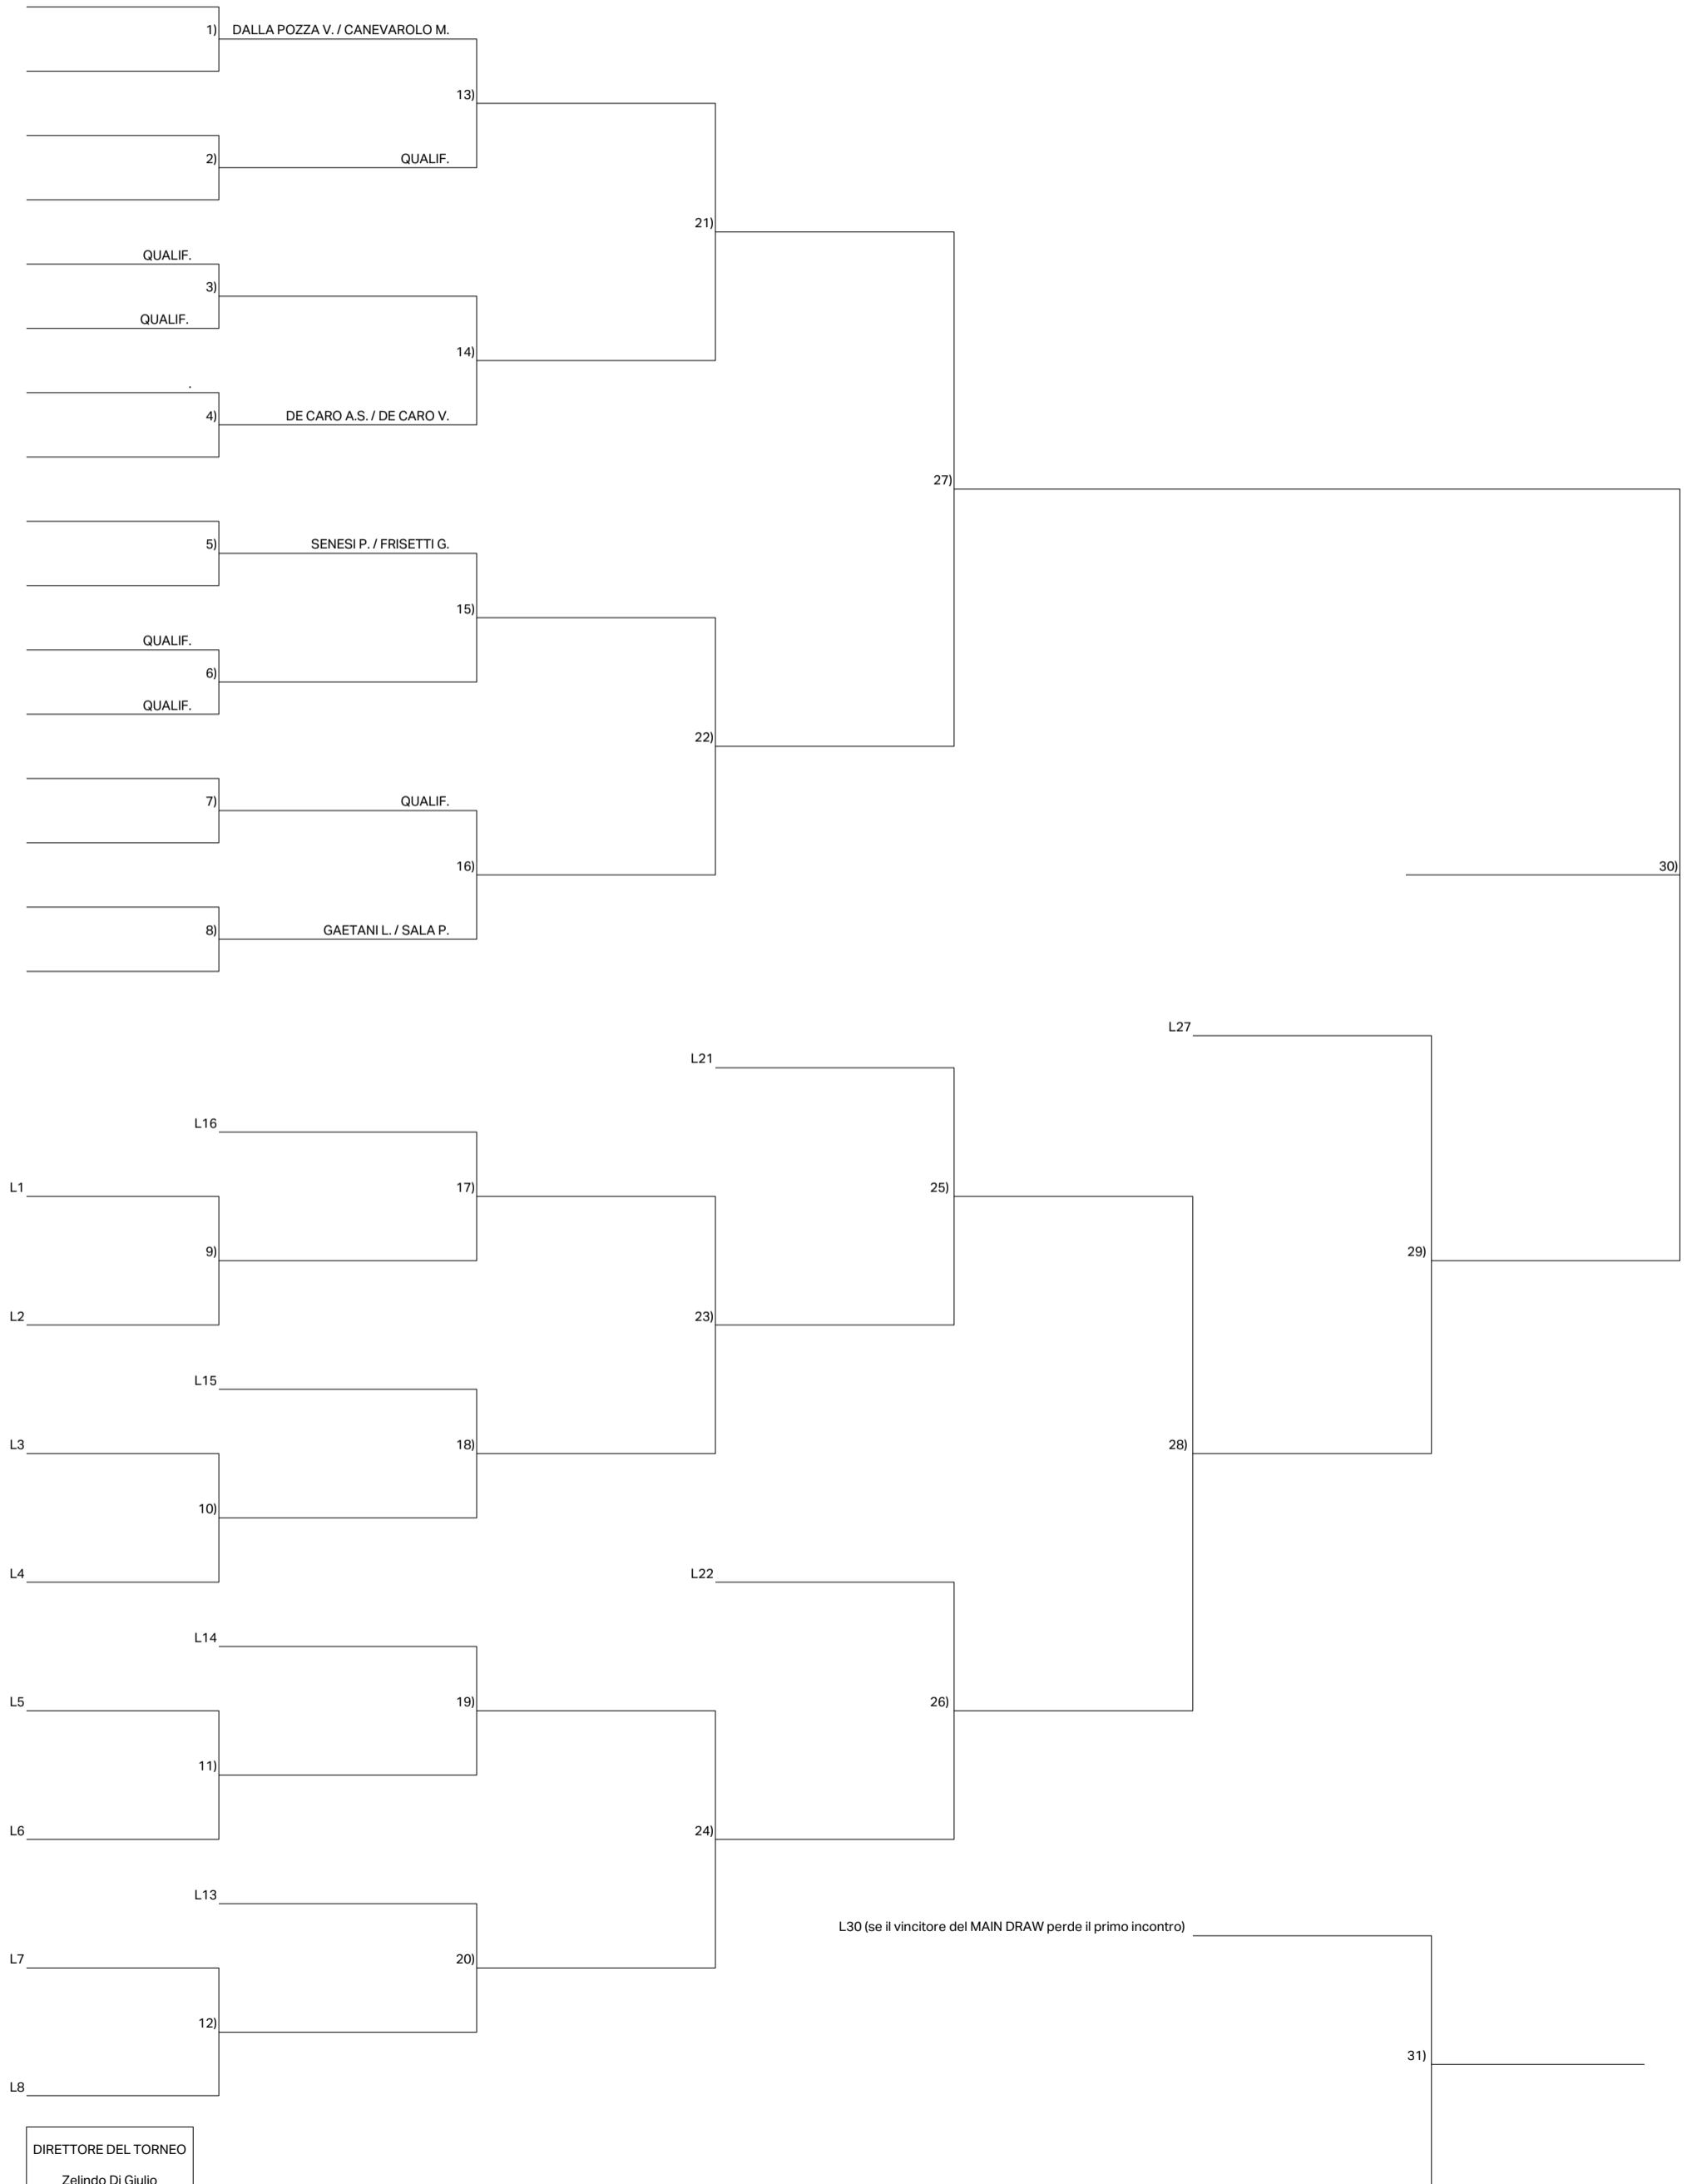 1) DALLA POZZA V. / CANEVAROLO M.
13)
2) QUALIF.
21)
QUALIF.
3)
QUALIF.
14)
.
4) DE CARO A.S. / DE CARO V.
27)
5) SENESI P. / FRISETTI G.
15)
QUALIF.
6)
QUALIF.
22)
7) QUALIF.
16)
30)
8) GAETANI L. / SALA P.
L27
L21
L16
L1
17)
25)
9)
29)
L2
23)
L15
L3
18)
28)
10)
L4
L22
L14
L5
19)
26)
11)
L6
24)
L13
L30 (se il vincitore del MAIN DRAW perde il primo incontro)
L7
20)
12)
31)
L8
DIRETTORE DEL TORNEO
Zelindo Di Giulio